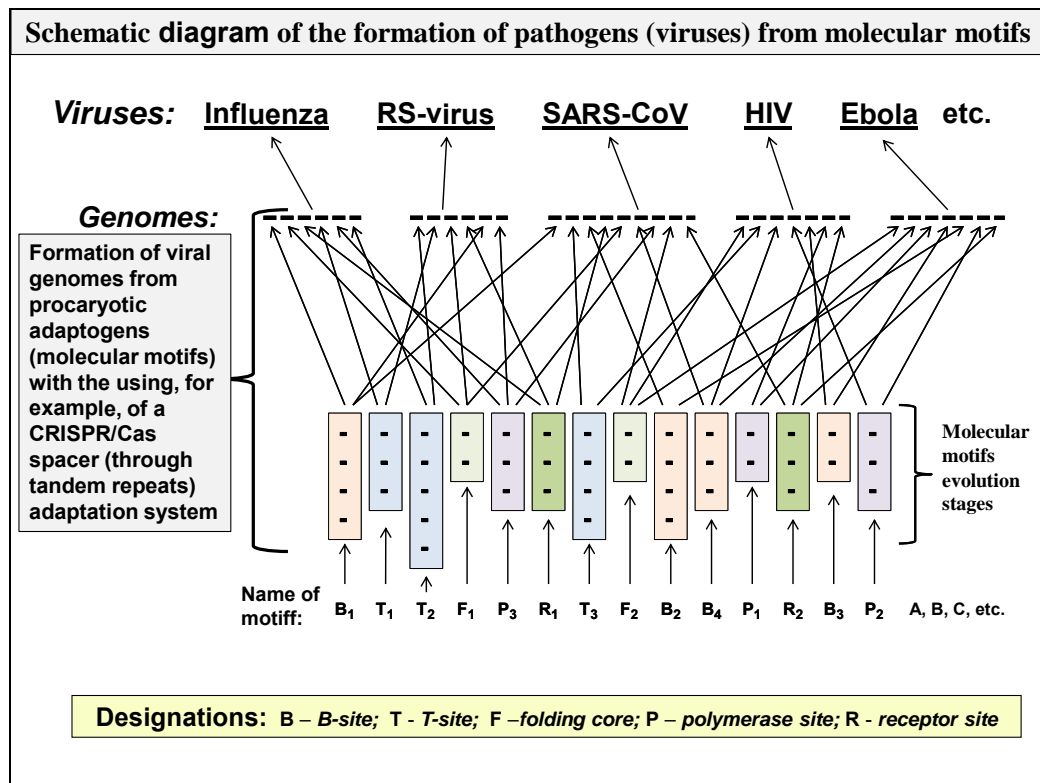 Schematic diagram of the formation of pathogens (viruses) from molecular motifs
Viruses: Influenza RS-virus SARS-CoV HIV Ebola etc.
Genomes:
Formation of viral
genomes from
procaryotic
adaptogens
(molecular motifs)
with the using, for
example, of a
CRISPR/Cas
spacer (through
tandem repeats)
adaptation system
Molecular
motifs
evolution
stages
Name of
motiff:
B₁ T₁ T₂ F₁ P₃ R₁ T₃ F₂ B₂ B₄ P₁ R₂ B₃ P₂ A, B, C, etc.
Designations: B – B-site; T - T-site; F –folding core; P – polymerase site; R - receptor site